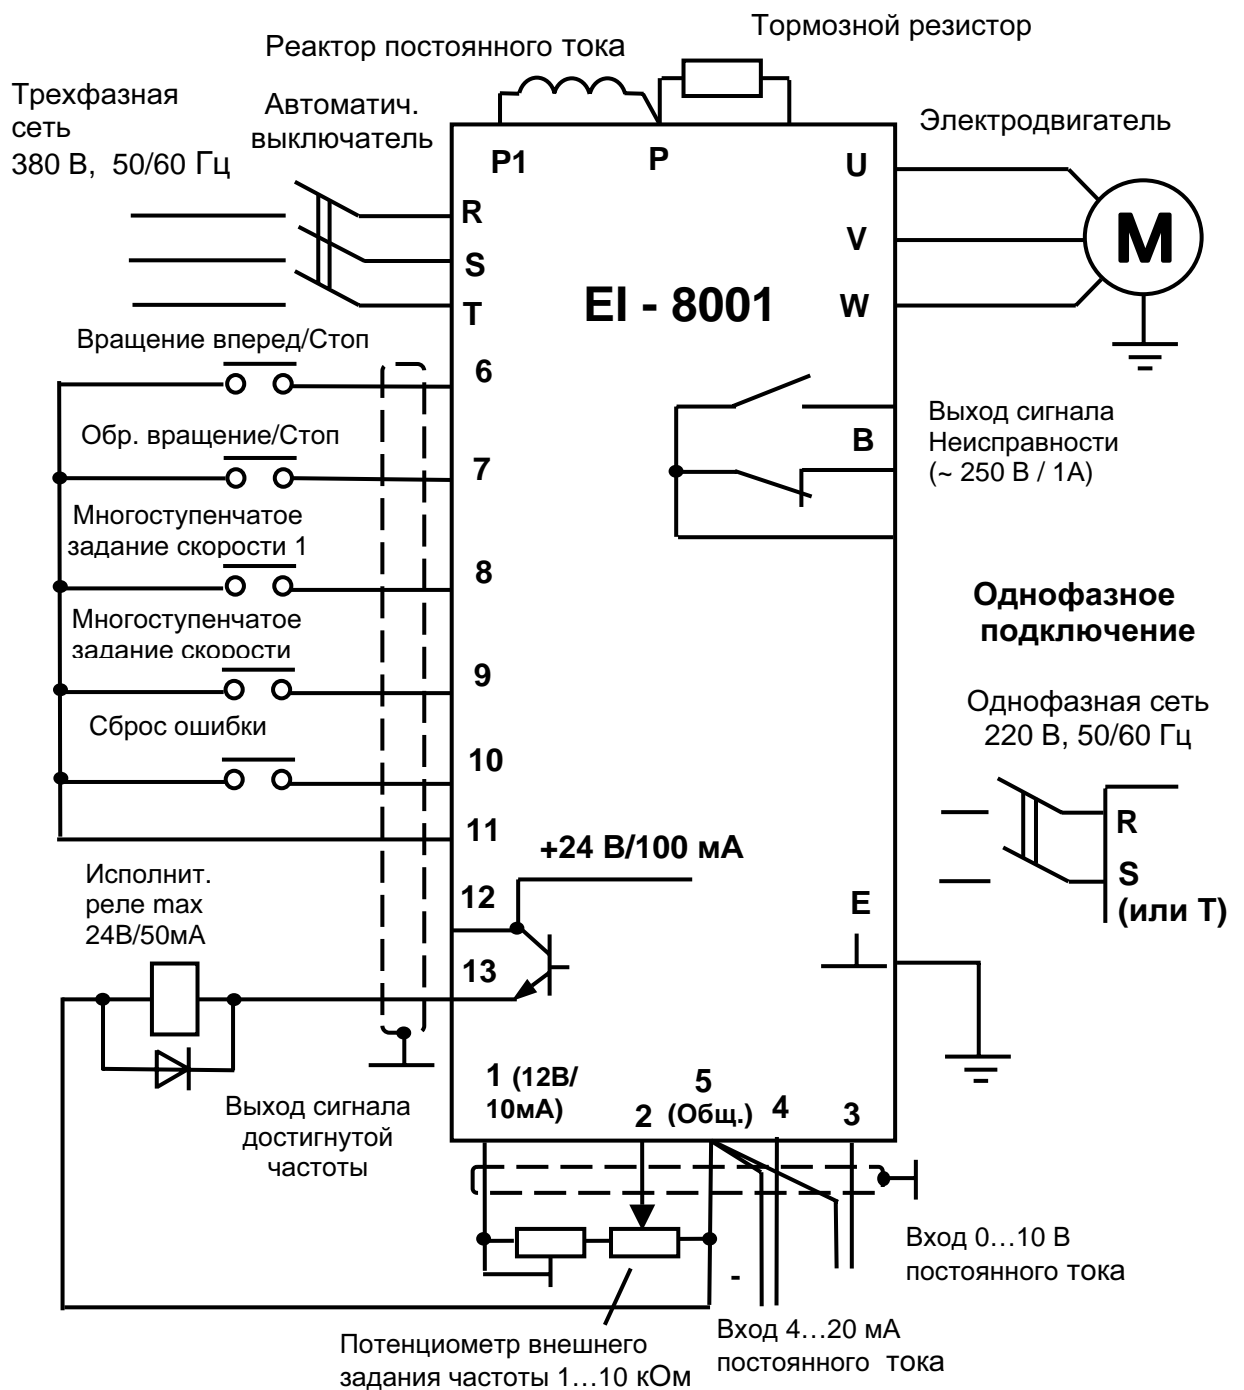 Тормозной резистор
Реактор постоянного тока
Трехфазная
сеть
380 В, 50/60 Гц
Автоматич.
выключатель
Электродвигатель
P1
P
U
R
V
M
S
EI - 8001
W
T
Вращение вперед/Стоп
6
Выход сигнала
Неисправности
(~ 250 В / 1А)
B
Обр. вращение/Стоп
7
Многоступенчатое
задание скорости 1
8
Однофазное
подключение
Многоступенчатое
задание скорости
9
Однофазная сеть
220 В, 50/60 Гц
Сброс ошибки
10
11
R
S
(или Т)
+24 В/100 мА
Исполнит.
реле max
24В/50мА
12
E
13
1 (12В/
10мА)
2
5
(Общ.)
4
3
Выход сигнала
достигнутой
частоты
Вход 0…10 В
постоянного тока
-
Вход 4…20 мА
постоянного тока
Потенциометр внешнего
задания частоты 1…10 кОм